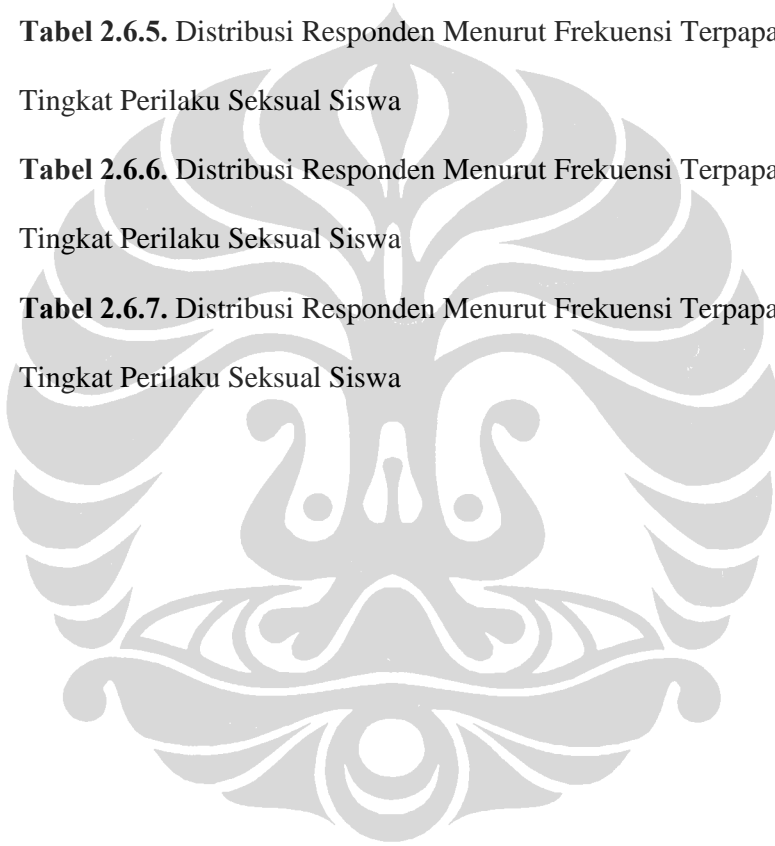 Tabel 2.6.5. Distribusi Responden Menurut Frekuensi Terpapa
Tingkat Perilaku Seksual Siswa
Tabel 2.6.6. Distribusi Responden Menurut Frekuensi Terpapa
Tingkat Perilaku Seksual Siswa
Tabel 2.6.7. Distribusi Responden Menurut Frekuensi Terpapa
Tingkat Perilaku Seksual Siswa